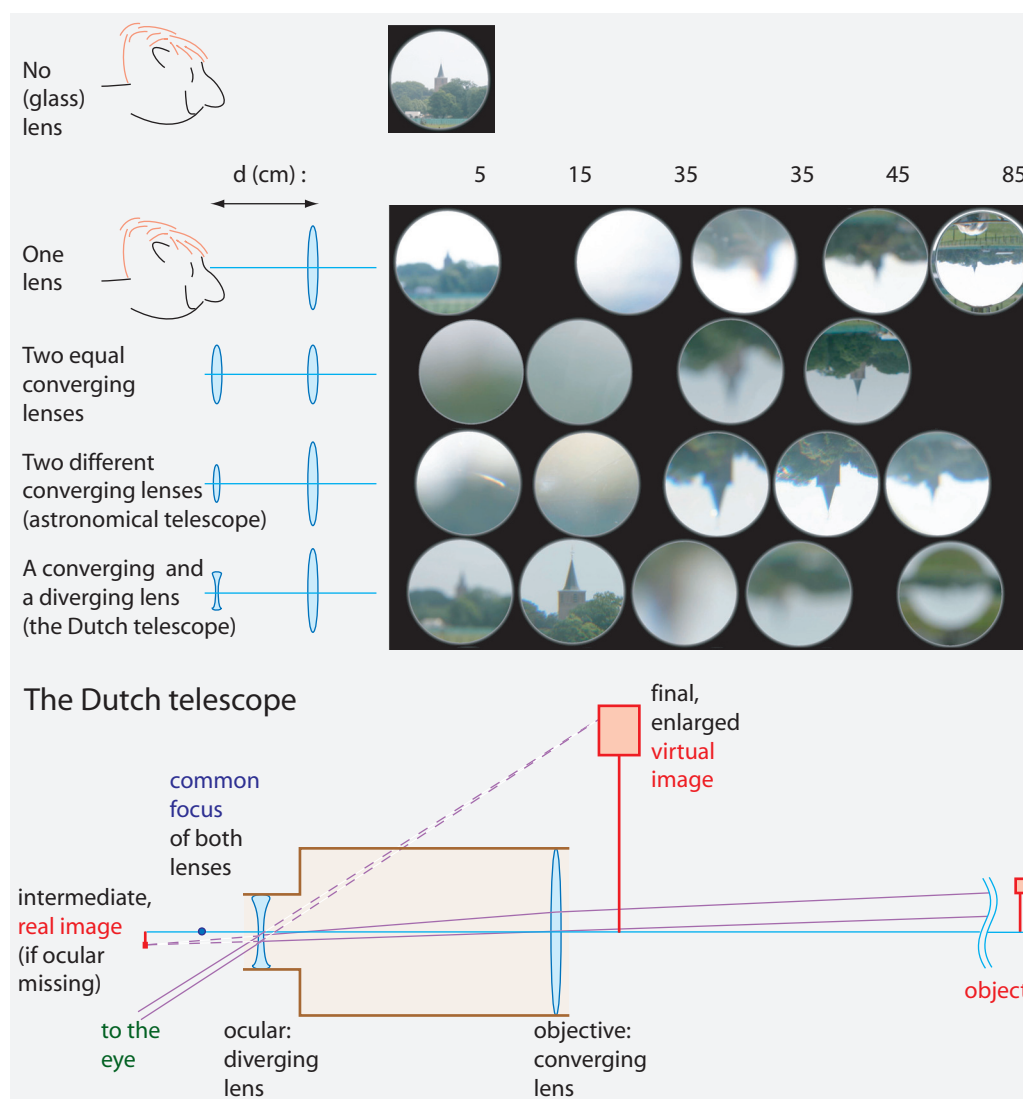 No
(glass)
lens
d (cm) :
5 15 35 35 45 85
One
lens
Two equal
converging
lenses
Two different
converging lenses
(astronomical telescope)
A converging and
a diverging lens
(the Dutch telescope)
The Dutch telescope
final,
enlarged
virtual
image
common
focus
of both
lenses
intermediate,
real image
(if ocular
missing)
object
to the
eye
ocular:
diverging
lens
objective:
converging
lens